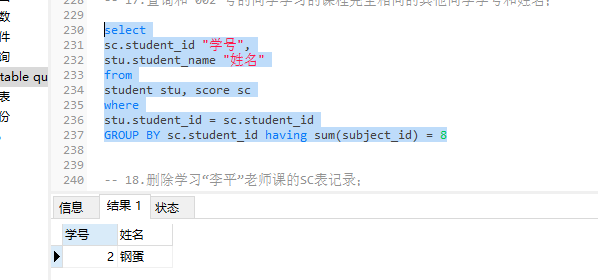 228
-- 17.查询和"002"号的同学学习的课程完全相同的其他同学学号和姓名;
229
230 select
231 sc.student_id "学号",
232 stu.student_name "姓名"
233 from
234 student stu, score sc
235 where
236 stu.student_id = sc.student_id
237 GROUP BY sc.student_id having sum(subject_id) = 8
238
239
240 -- 18.删除学习“李平”老师课的SC表记录;
数
件
询
table qu
表
份
信息 结果 1 状态
学号 姓名
2 钢蛋